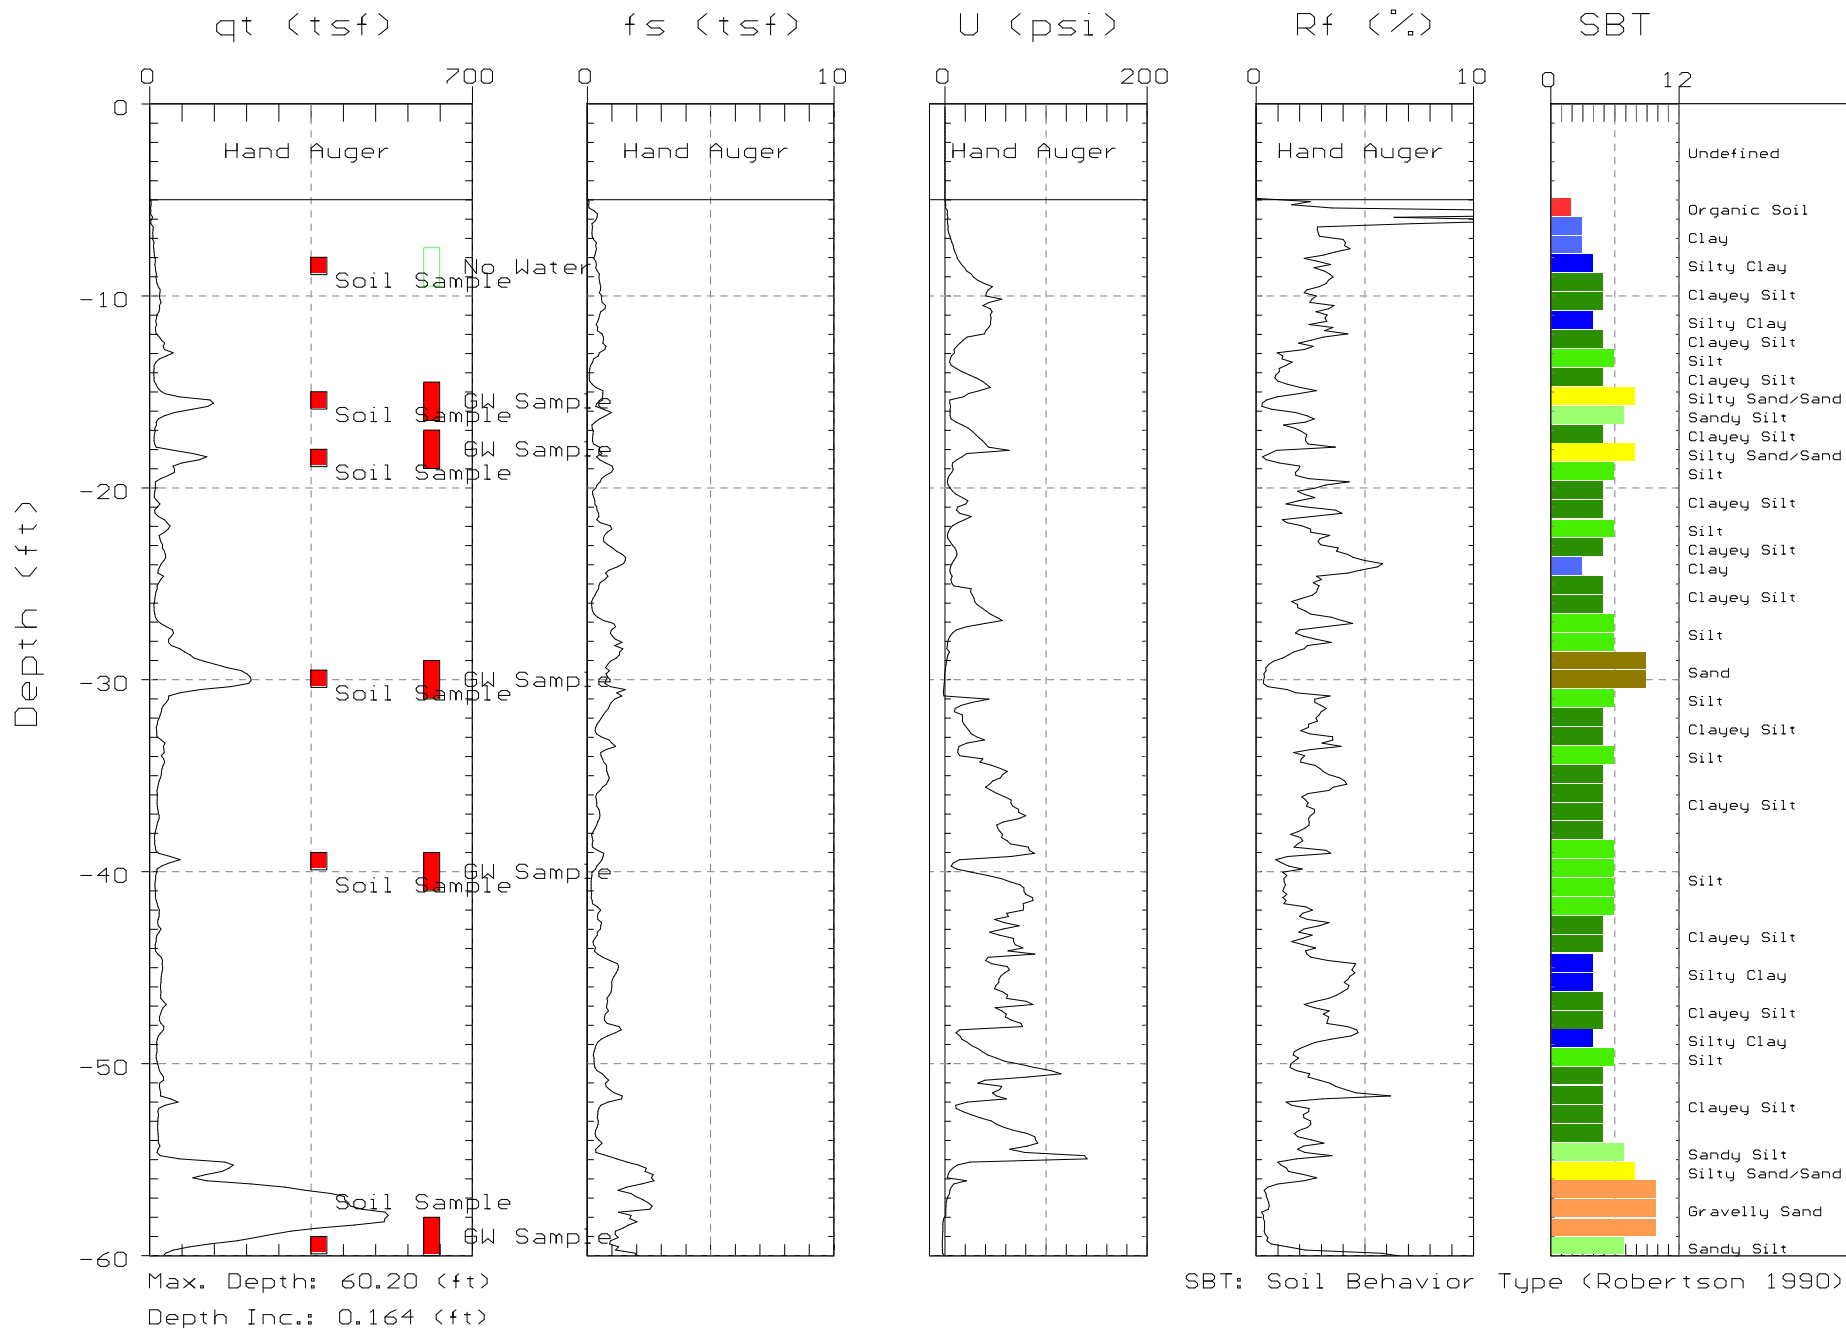 qt (tsf) fs (tsf) U (psi) Rf (%) SBT
0 700 0 10 0 200 0 10 0 12
0
Hand Auger Hand Auger Hand Auger Hand Auger
Undefined
Organic Soil
Clay
No Water
Silty Clay
Soil Sample
-10
Clayey Silt
Silty Clay
Clayey Silt
Silt
Clayey Silt
GW Sample
Silty Sand/Sand
Soil Sample
Sandy Silt
Clayey Silt
GW Sample
Silty Sand/Sand
Soil Sample
Silt
-20
Clayey Silt
Depth (ft)
Silt
Clayey Silt
Clay
Clayey Silt
Silt
Sand
-30
GW Sample
Soil Sample
Silt
Clayey Silt
Silt
Clayey Silt
-40
GW Sample
Soil Sample
Silt
Clayey Silt
Silty Clay
Clayey Silt
Silty Clay
Silt
-50
Clayey Silt
Sandy Silt
Silty Sand/Sand
Soil Sample
Gravelly Sand
GW Sample
Sandy Silt
-60
Max. Depth: 60.20 (ft)
SBT: Soil Behavior Type (Robertson 1990)
Depth Inc.: 0.164 (ft)